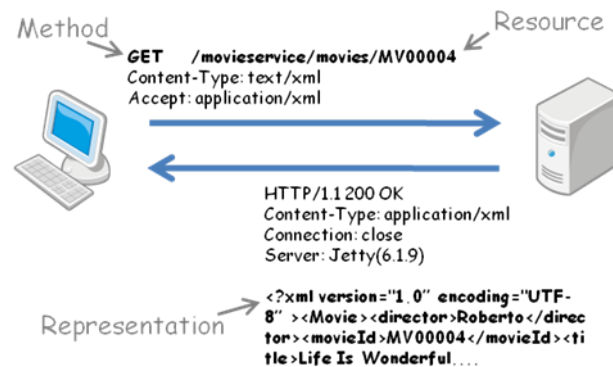 Method
Resource
GET /movieservice/movies/MV00004
Content-Type: text/xml
Accept: application/xml
HTTP/1.1 200 OK
Content-Type: application/xml
Connection: close
Server: Jetty(6.1.9)
Representation
<?xml version="1.0" encoding="UTF-
8" ><Movie><director>Roberto</direc
tor><movieId>MV00004</movieId><ti
tle>Life Is Wonderful....